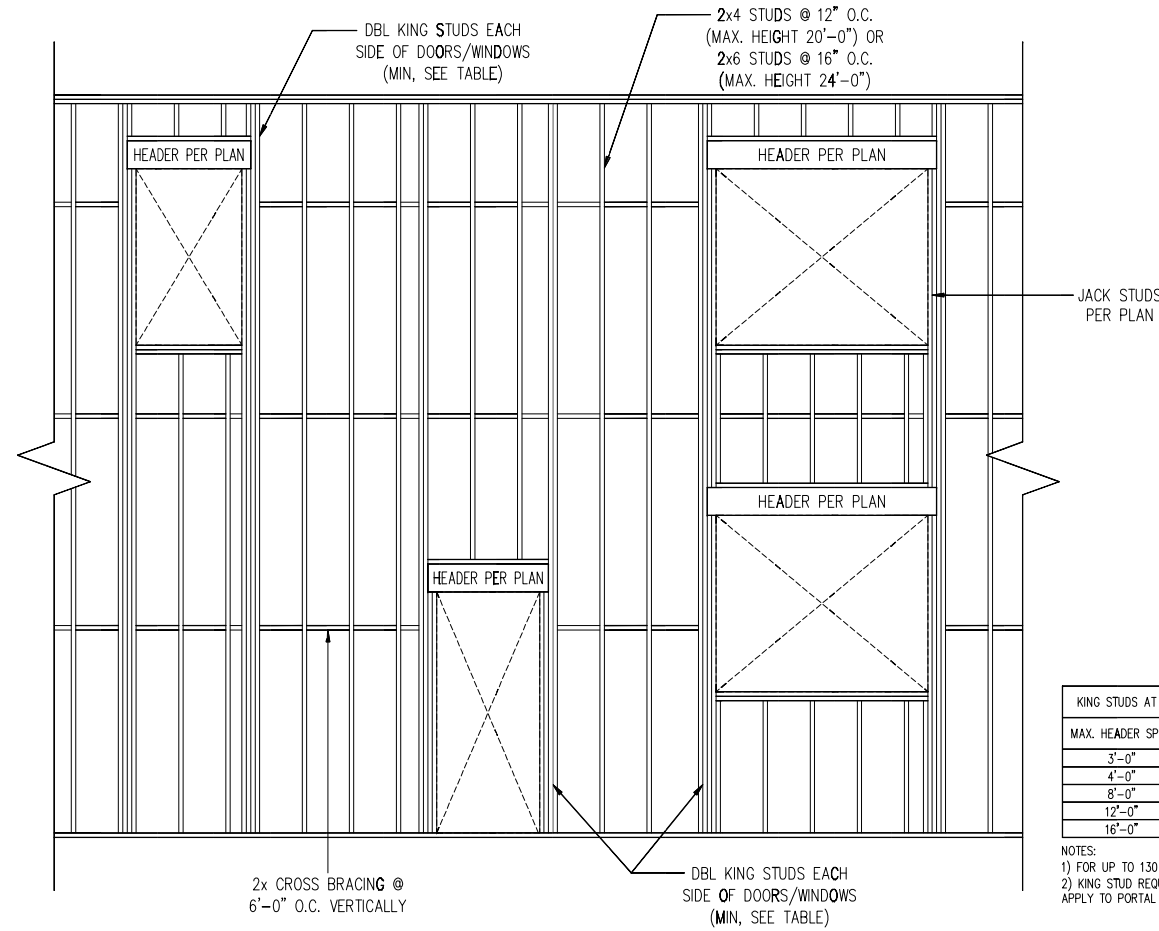 DBL KING STUDS EACH
SIDE OF DOORS/WINDOWS
(MIN, SEE TABLE)
2x4 STUDS @ 12" O.C.
(MAX. HEIGHT 20'-0") OR
2x6 STUDS @ 16" O.C.
(MAX. HEIGHT 24'-0")
HEADER PER PLAN
HEADER PER PLAN
JACK STUDS
PER PLAN
HEADER PER PLAN
HEADER PER PLAN
2x CROSS BRACING @
6'-0" O.C. VERTICALLY
DBL KING STUDS EACH
SIDE OF DOORS/WINDOWS
(MIN, SEE TABLE)
KING STUDS AT
MAX. HEADER SP
3'-0"
4'-0"
8'-0"
12'-0"
16'-0"
NOTES:
1) FOR UP TO 130
2) KING STUD REQU
APPLY TO PORTAL